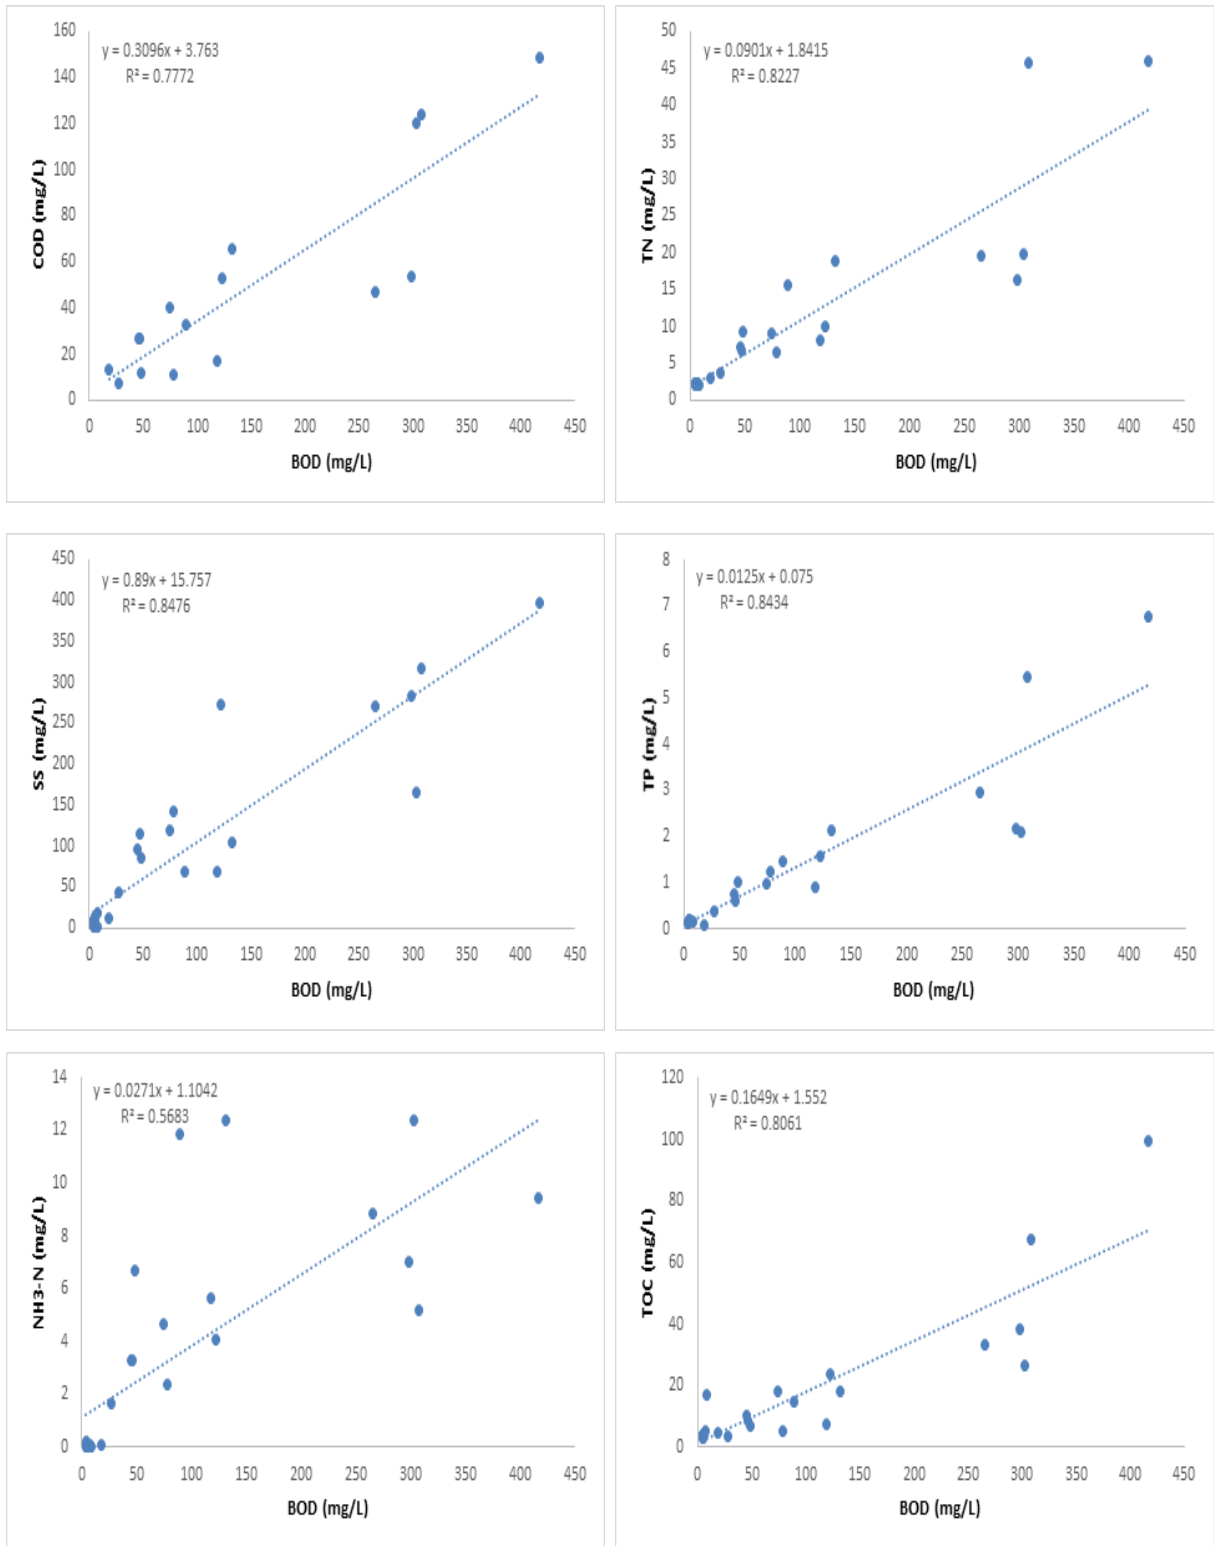 y = 0.3096x + 3.763
R² = 0.7772
160
140
120
100
80
60
40
20
0
COD (mg/L)
0 50 100 150 200 250 300 350 400 450
BOD (mg/L)
y = 0.0901x + 1.8415
R² = 0.8227
50
45
40
35
30
25
20
15
10
5
0
TN (mg/L)
0 50 100 150 200 250 300 350 400 450
BOD (mg/L)
y = 0.89x + 15.757
R² = 0.8476
450
400
350
300
250
200
150
100
50
0
SS (mg/L)
0 50 100 150 200 250 300 350 400 450
BOD (mg/L)
y = 0.0125x + 0.075
R² = 0.8434
8
7
6
5
4
3
2
1
0
TP (mg/L)
0 50 100 150 200 250 300 350 400 450
BOD (mg/L)
y = 0.0271x + 1.1042
R² = 0.5683
14
12
10
8
6
4
2
0
NH3-N (mg/L)
0 50 100 150 200 250 300 350 400 450
BOD (mg/L)
y = 0.1649x + 1.552
R² = 0.8061
120
100
80
60
40
20
0
TOC (mg/L)
0 50 100 150 200 250 300 350 400 450
BOD (mg/L)